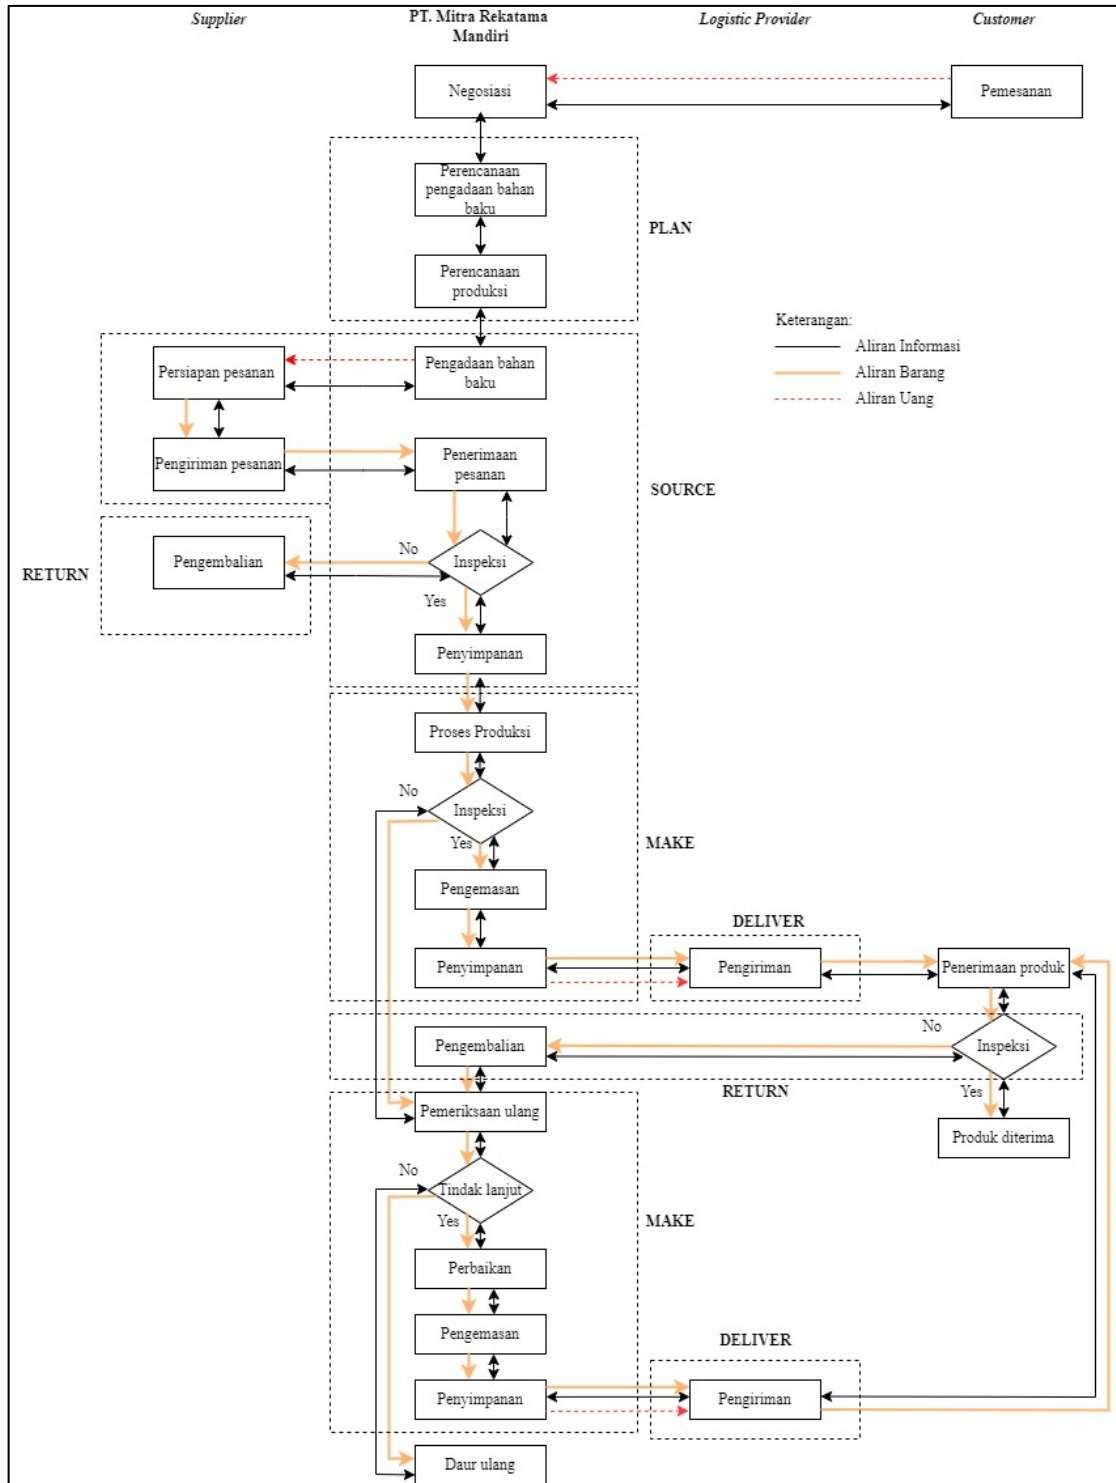 Supplier
PT. Mitra Rekatama
Mandiri
Logistic Provider
Customer
Negosiasi
Pemesanan
Perencanaan
pengadaan bahan
baku
PLAN
Perencanaan
produksi
Keterangan:
Aliran Informasi
Aliran Barang
Aliran Uang
Persiapan pesanan
Pengadaan bahan
baku
Pengiriman pesanan
Penerimaan
pesanan
SOURCE
RETURN
Pengembalian
No
Inspeksi
Yes
Penyimpanan
Proses Produksi
No
Inspeksi
Yes
MAKE
Pengemasan
DELIVER
Penyimpanan
Pengiriman
Penerimaan produk
Pengembalian
No
Inspeksi
RETURN
Yes
Pemeriksaan ulang
Produk diterima
No
Tindak lanjut
Yes
MAKE
Perbaikan
Pengemasan
DELIVER
Penyimpanan
Pengiriman
Daur ulang